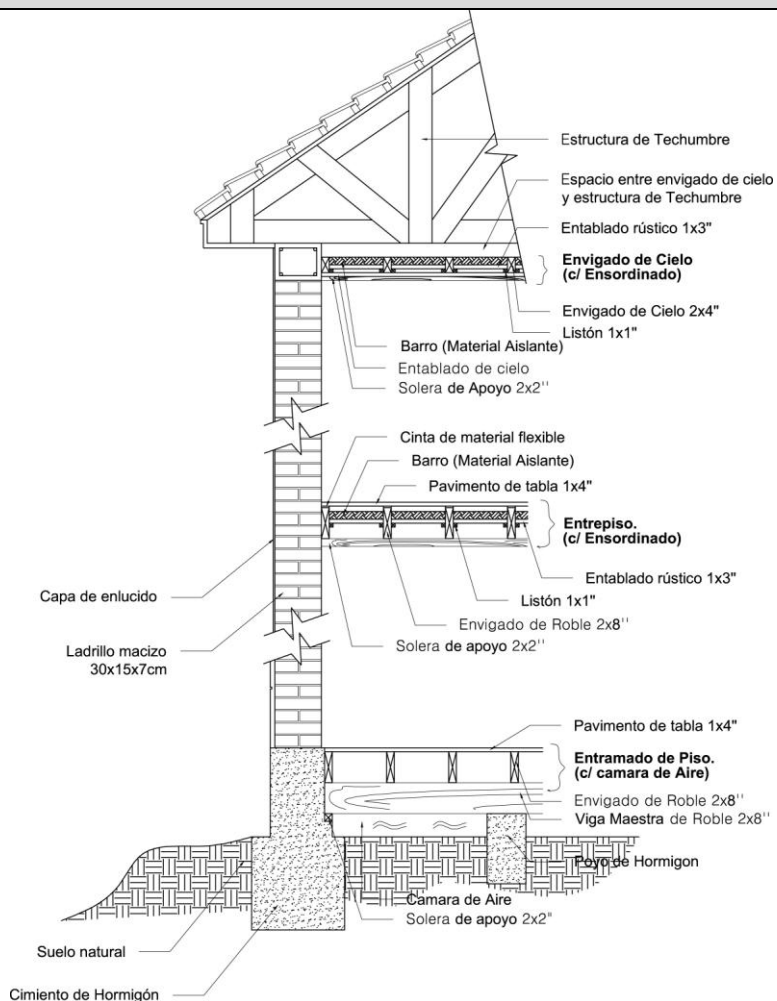 Estructura de Techumbre
Espacio entre envigado de cielo
y estructura de Techumbre
Entablado rústico 1x3"
Envigado de Cielo
(c/ Ensordinado)
Envigado de Cielo 2x4"
Listón 1x1"
Barro (Material Aislante)
Entablado de cielo
Solera de Apoyo 2x2''
Cinta de material flexible
Barro (Material Aislante)
Pavimento de tabla 1x4"
Entrepiso.
(c/ Ensordinado)
Entablado rústico 1x3"
Capa de enlucido
Listón 1x1"
Envigado de Roble 2x8''
Solera de apoyo 2x2''
Ladrillo macizo
30x15x7cm
Pavimento de tabla 1x4"
Entramado de Piso.
(c/ camara de Aire)
Envigado de Roble 2x8''
Viga Maestra de Roble 2x8''
Poyo de Hormigon
Camara de Aire
Solera de apoyo 2x2"
Suelo natural
Cimiento de Hormigón